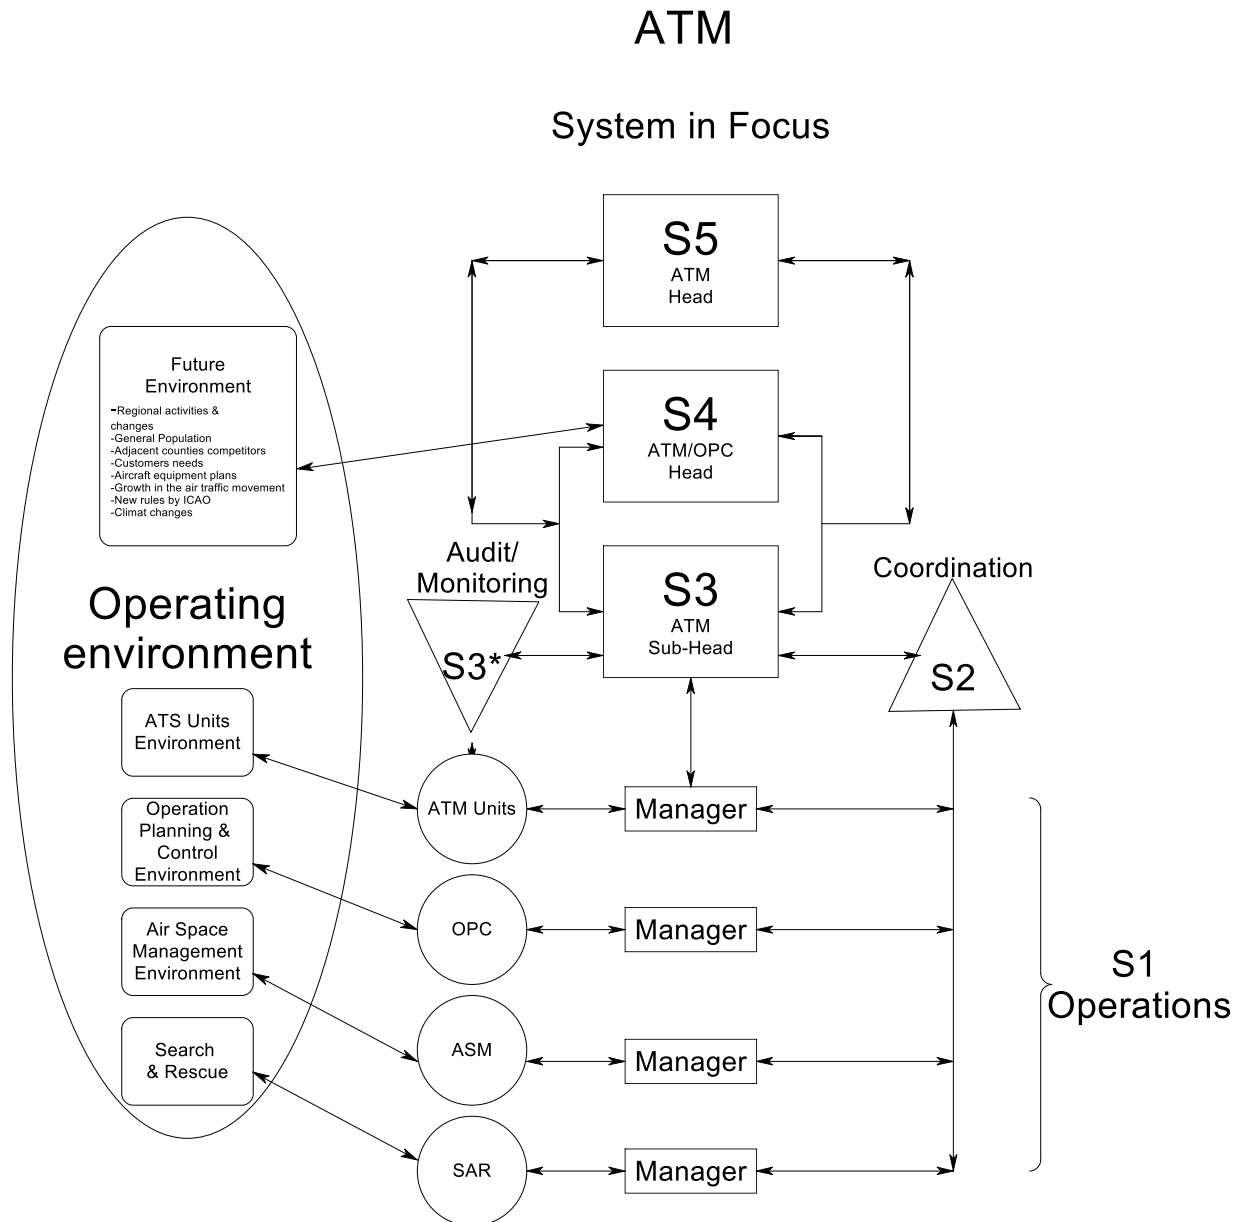 ATM
System in Focus
S5
ATM
Head
Future
Environment
-Regional activities &
changes
-General Population
-Adjacent counties competitors
-Customers needs
-Aircraft equipment plans
-Growth in the air traffic movement
-New rules by ICAO
-Climat changes
S4
ATM/OPC
Head
Audit/
Monitoring
S3*
S3
ATM
Sub-Head
Coordination
S2
Operating
environment
ATS Units
Environment
ATM Units
Manager
Operation
Planning &
Control
Environment
OPC
Manager
Air Space
Management
Environment
ASM
Manager
Search
& Rescue
SAR
Manager
S1
Operations